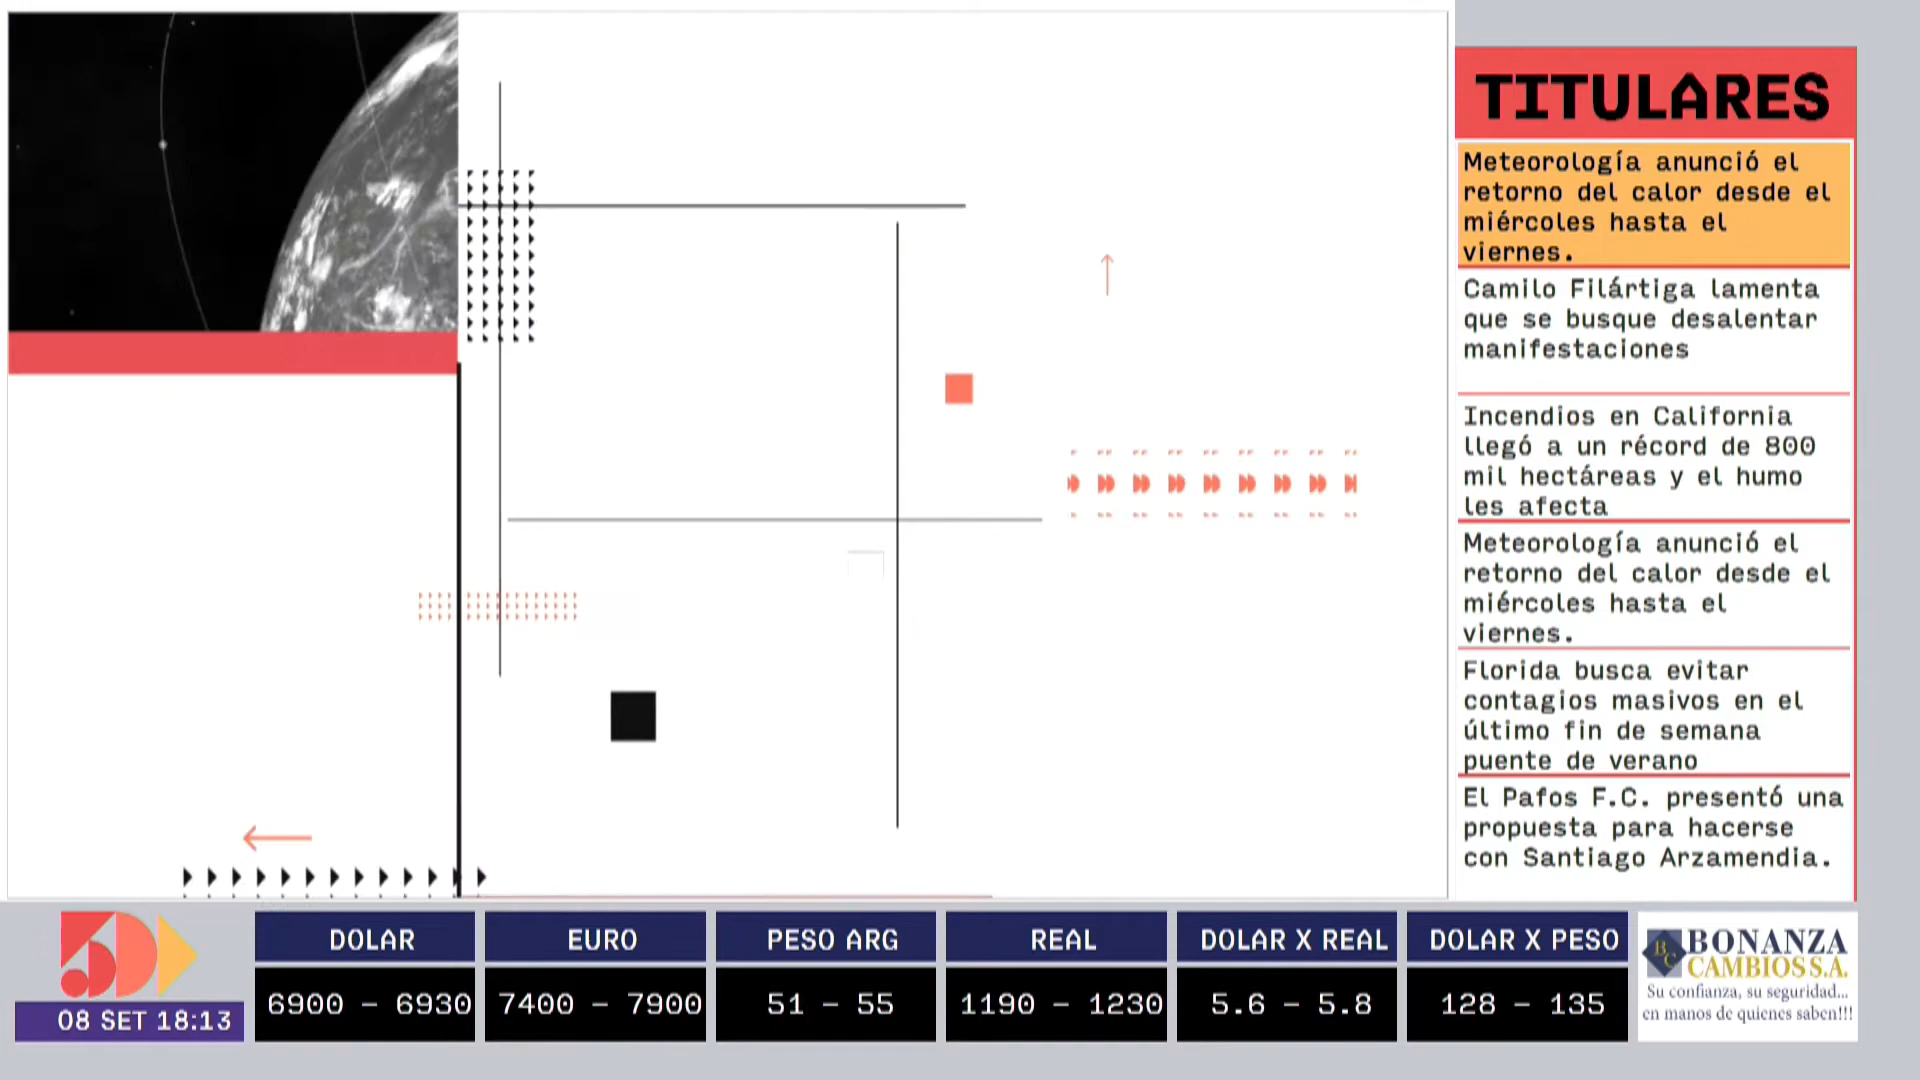 TITULARES
Meteorología anunció el
retorno del calor desde el
miércoles hasta el
viernes.
Camilo Filártiga lamenta
que se busque desalentar
manifestaciones
Incendios en California
llegó a un récord de 800
mil hectáreas y el humo
les afecta
Meteorología anunció el
retorno del calor desde el
miércoles hasta el
viernes.
Florida busca evitar
contagios masivos en el
último fin de semana
puente de verano
El Pafos F.C. presentó una
propuesta para hacerse
con Santiago Arzamendia.
5D
08 SET 18:13
DOLAR
6900 - 6930
EURO
7400 - 7900
PESO ARG
51 - 55
REAL
1190 - 1230
DOLAR X REAL
5.6 - 5.8
DOLAR X PESO
128 - 135
BC
BONANZA
CAMBIOS S.A.
Su confianza, su seguridad...
en manos de quienes saben!!!